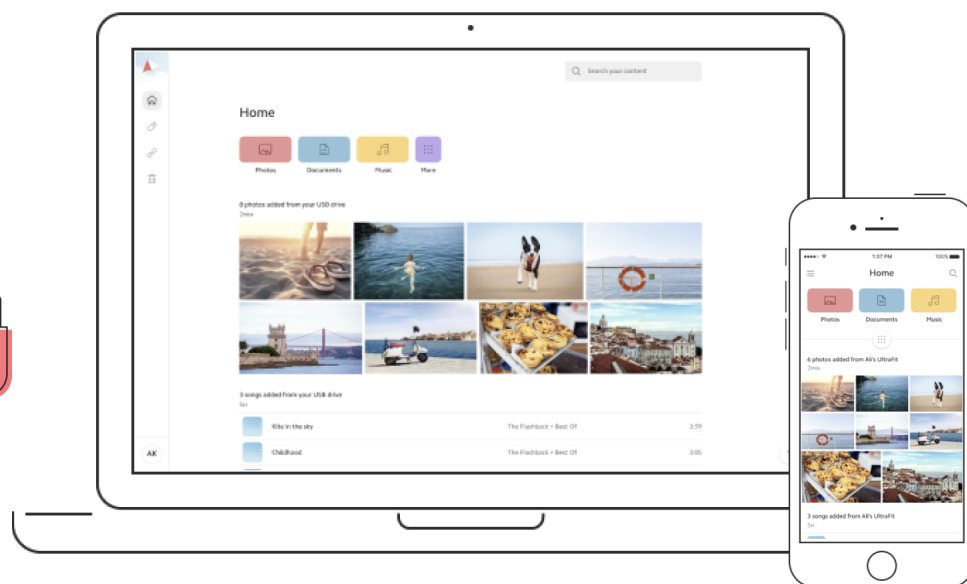 Search your content
Home
Photos
Documents
Music
More
8 photos added from your USB drive
2min
3 songs added from your USB drive
5m
Kite in the sky
The Flashback • Best Of
3:59
Childhood
The Flashback • Best Of
3:05
AK
1:37 PM
100%
Home
Photos
Documents
Music
6 photos added from Ali's UltraFit
2min
3 songs added from Ali's UltraFit
5m